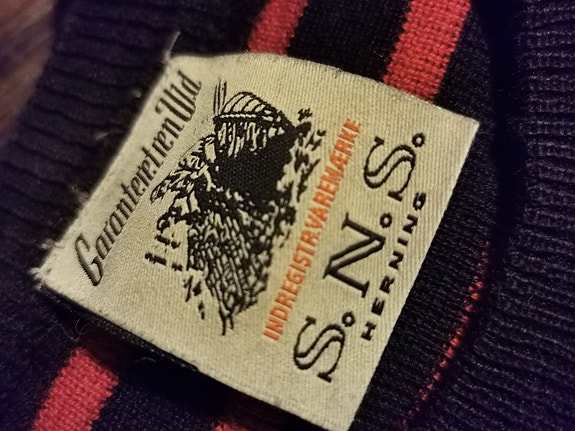 Garanteret ren Uld
INDREGISTR.VAREMÆRKE
S.N.S.
HERNING